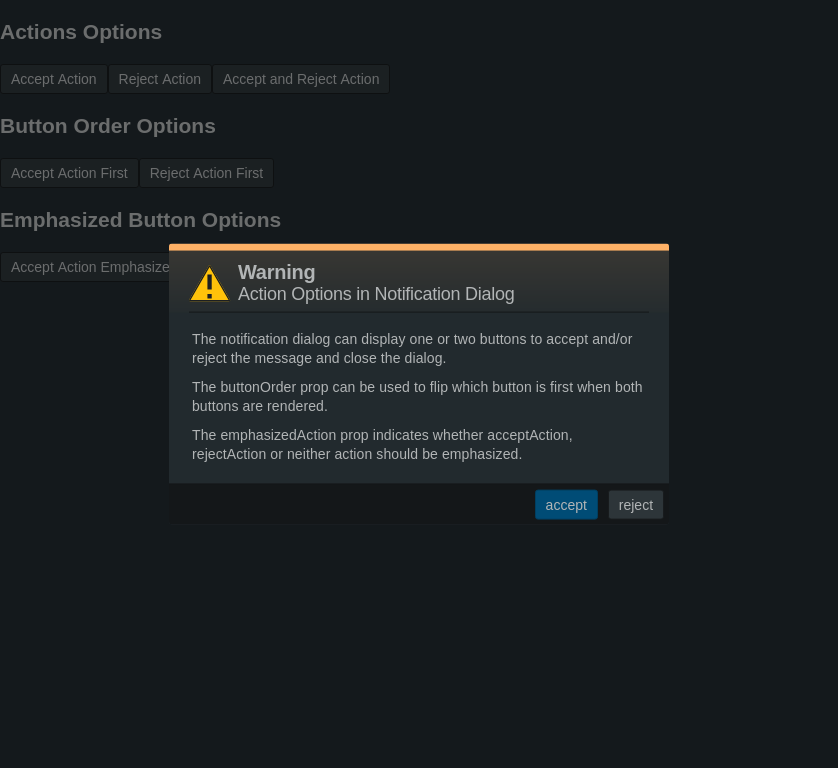 Actions Options
Accept Action Reject Action Accept and Reject Action
Button Order Options
Accept Action First Reject Action First
Emphasized Button Options
Accept Action Emphasize
Warning
Action Options in Notification Dialog
The notification dialog can display one or two buttons to accept and/or
reject the message and close the dialog.
The buttonOrder prop can be used to flip which button is first when both
buttons are rendered.
The emphasizedAction prop indicates whether acceptAction,
rejectAction or neither action should be emphasized.
accept reject